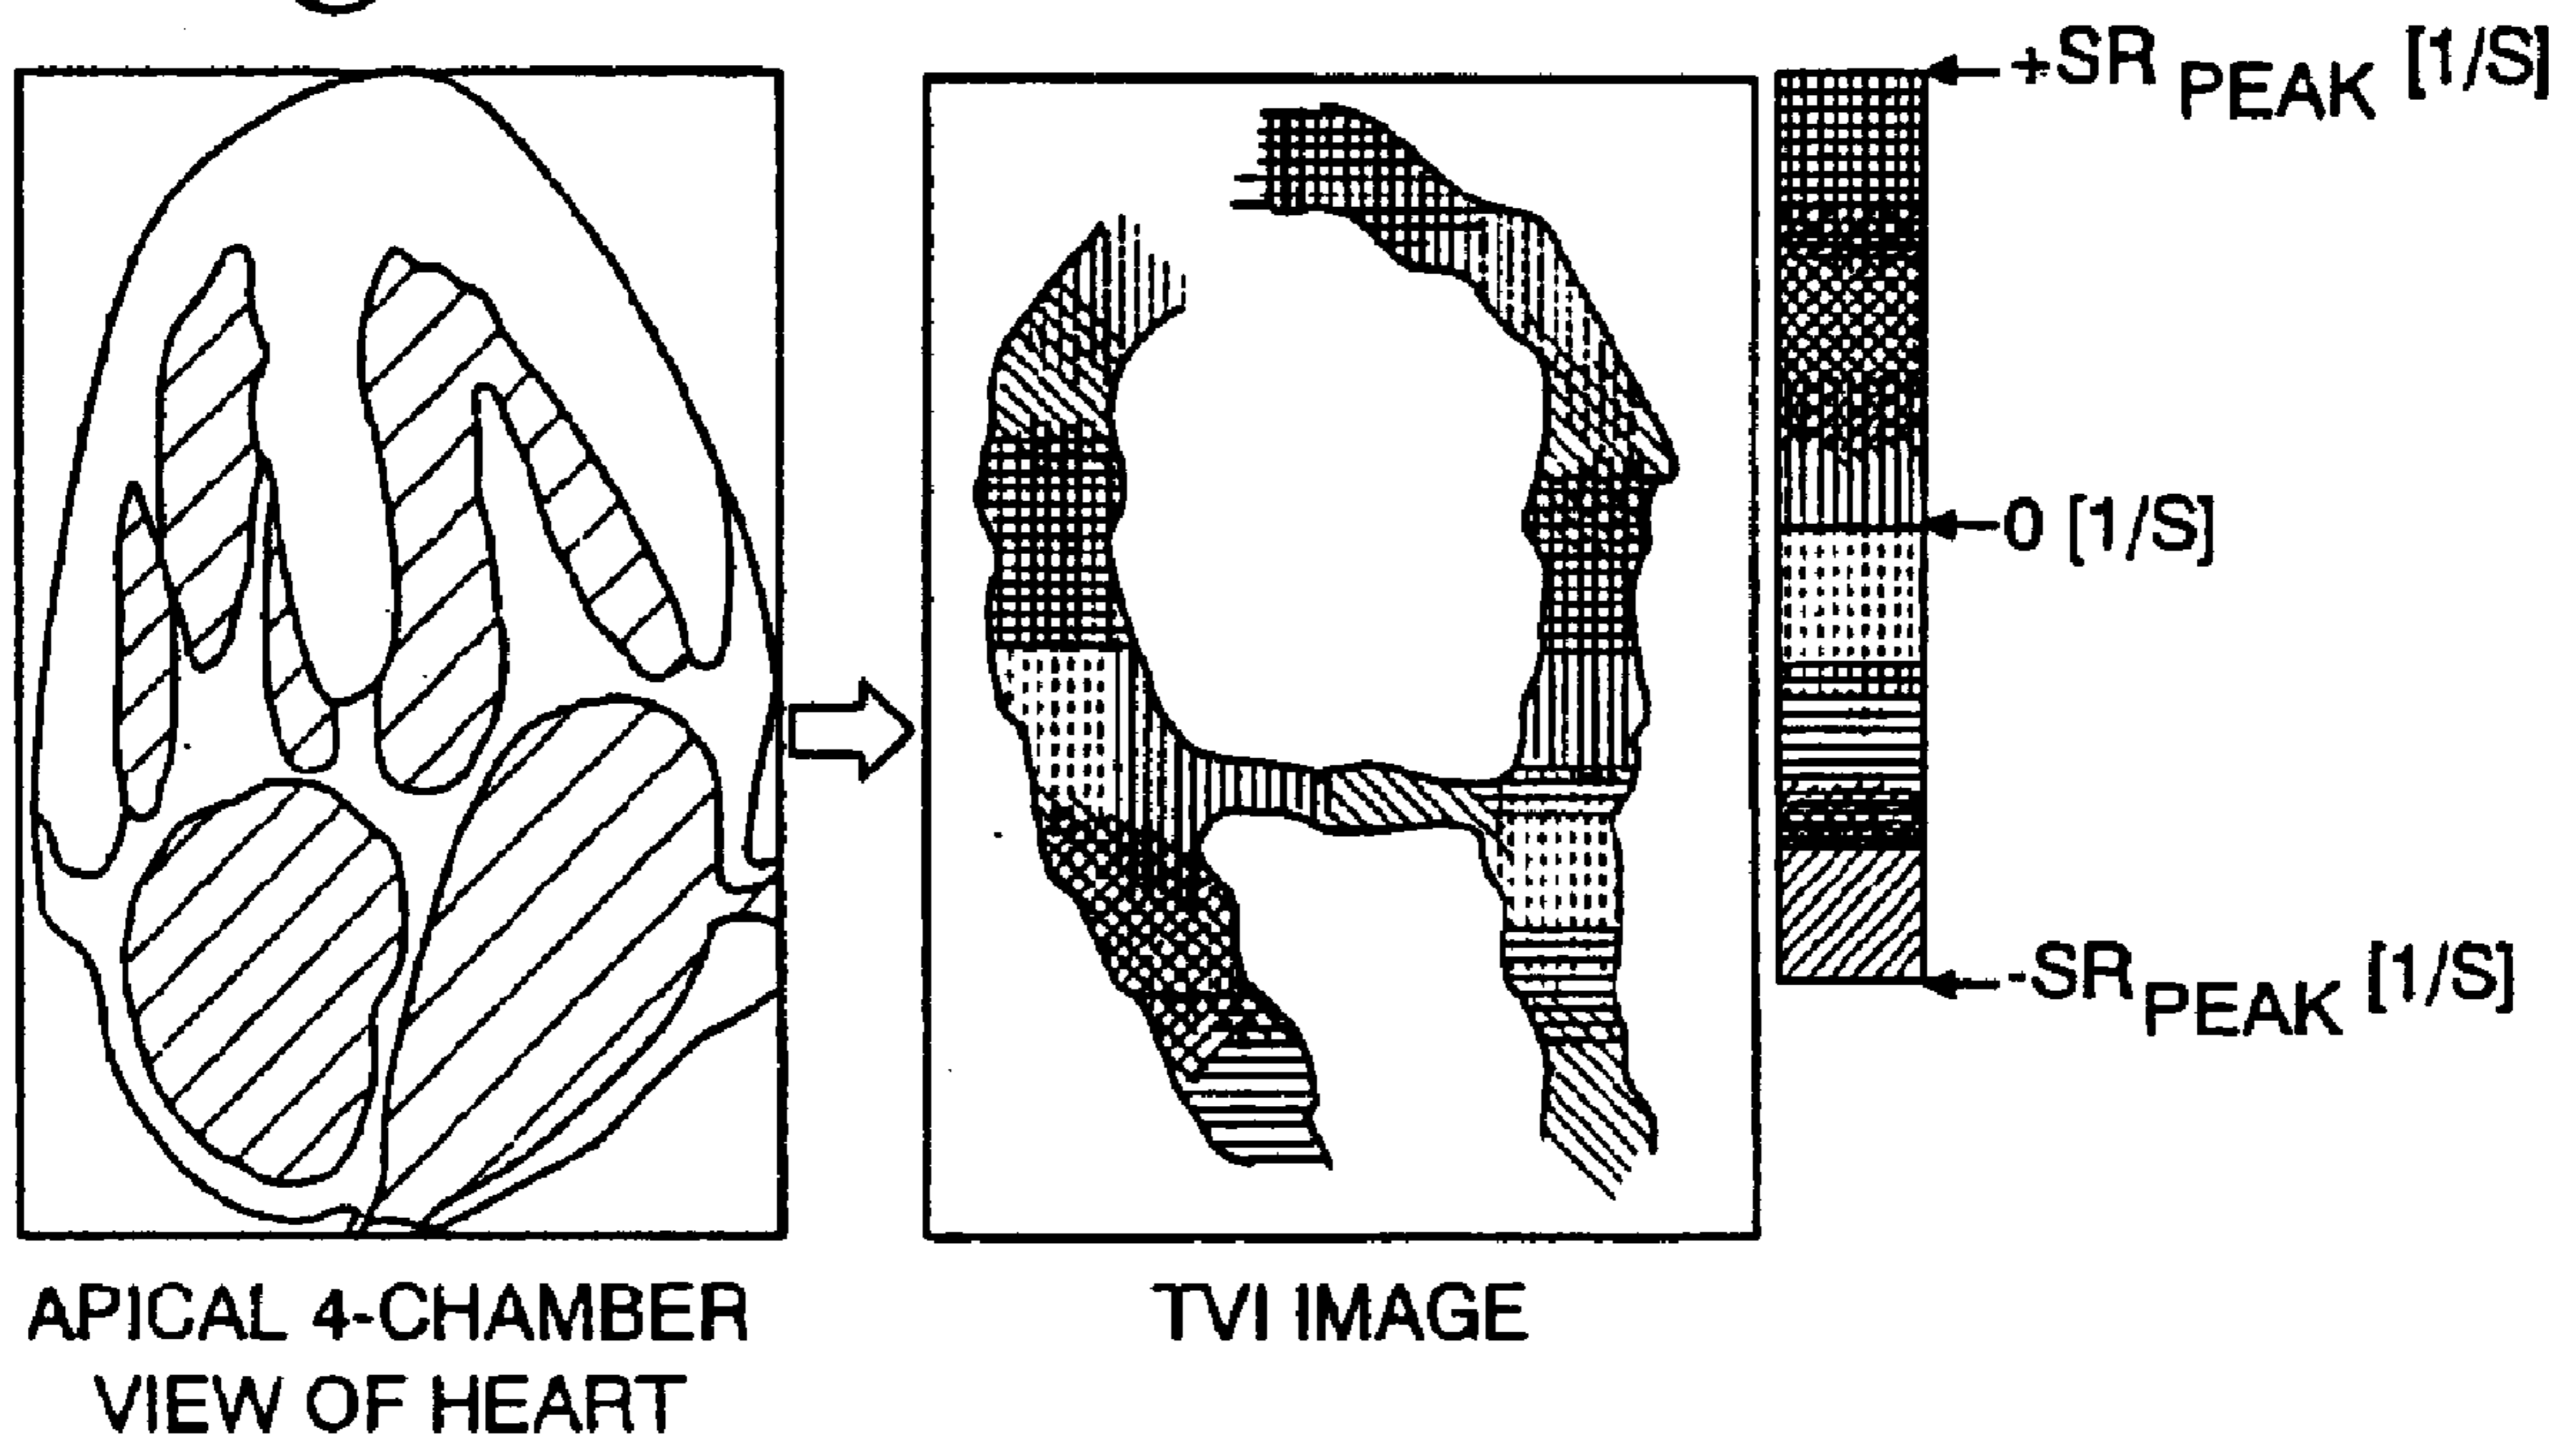 +SR PEAK [1/S]
0 [1/S]
-SR PEAK [1/S]
APICAL 4-CHAMBER
VIEW OF HEART
TVI IMAGE